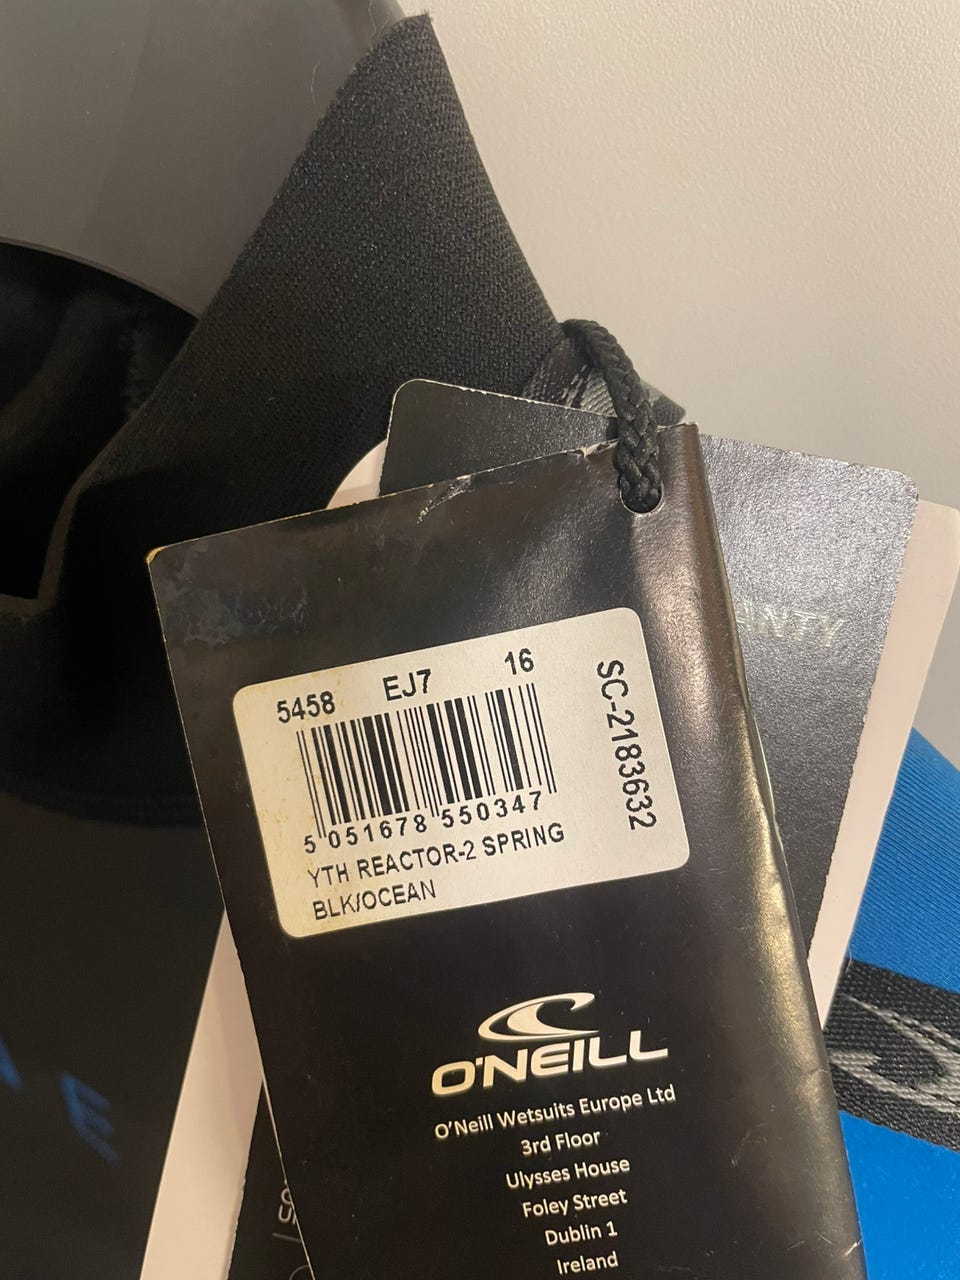 5458 EJ7 16
5 051678 550347
YTH REACTOR-2 SPRING
BLK/OCEAN
SC-2183632
O'NEILL
O'Neill Wetsuits Europe Ltd
3rd Floor
Ulysses House
Foley Street
Dublin 1
Ireland